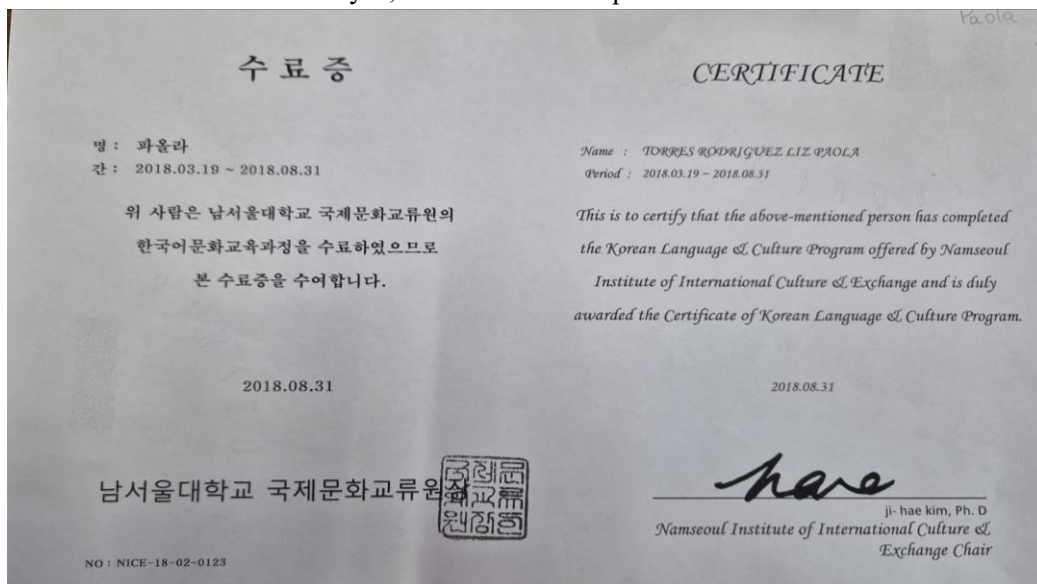 Paola
수 료 증
명 : 파올라
간 : 2018.03.19 ~ 2018.08.31
위 사람은 남서울대학교 국제문화교류원의
한국어문화교육과정을 수료하였으므로
본 수료증을 수여합니다.
2018.08.31
남서울대학교 국제문화교류원장
NO : NICE-18-02-0123
CERTIFICATE
Name : TORRES RODRIGUEZ LIZ PAOLA
Period : 2018.03.19 ~ 2018.08.31
This is to certify that the above-mentioned person has completed
the Korean Language & Culture Program offered by Namseoul
Institute of International Culture & Exchange and is duly
awarded the Certificate of Korean Language & Culture Program.
2018.08.31
ji- hae kim, Ph. D
Namseoul Institute of International Culture &
Exchange Chair